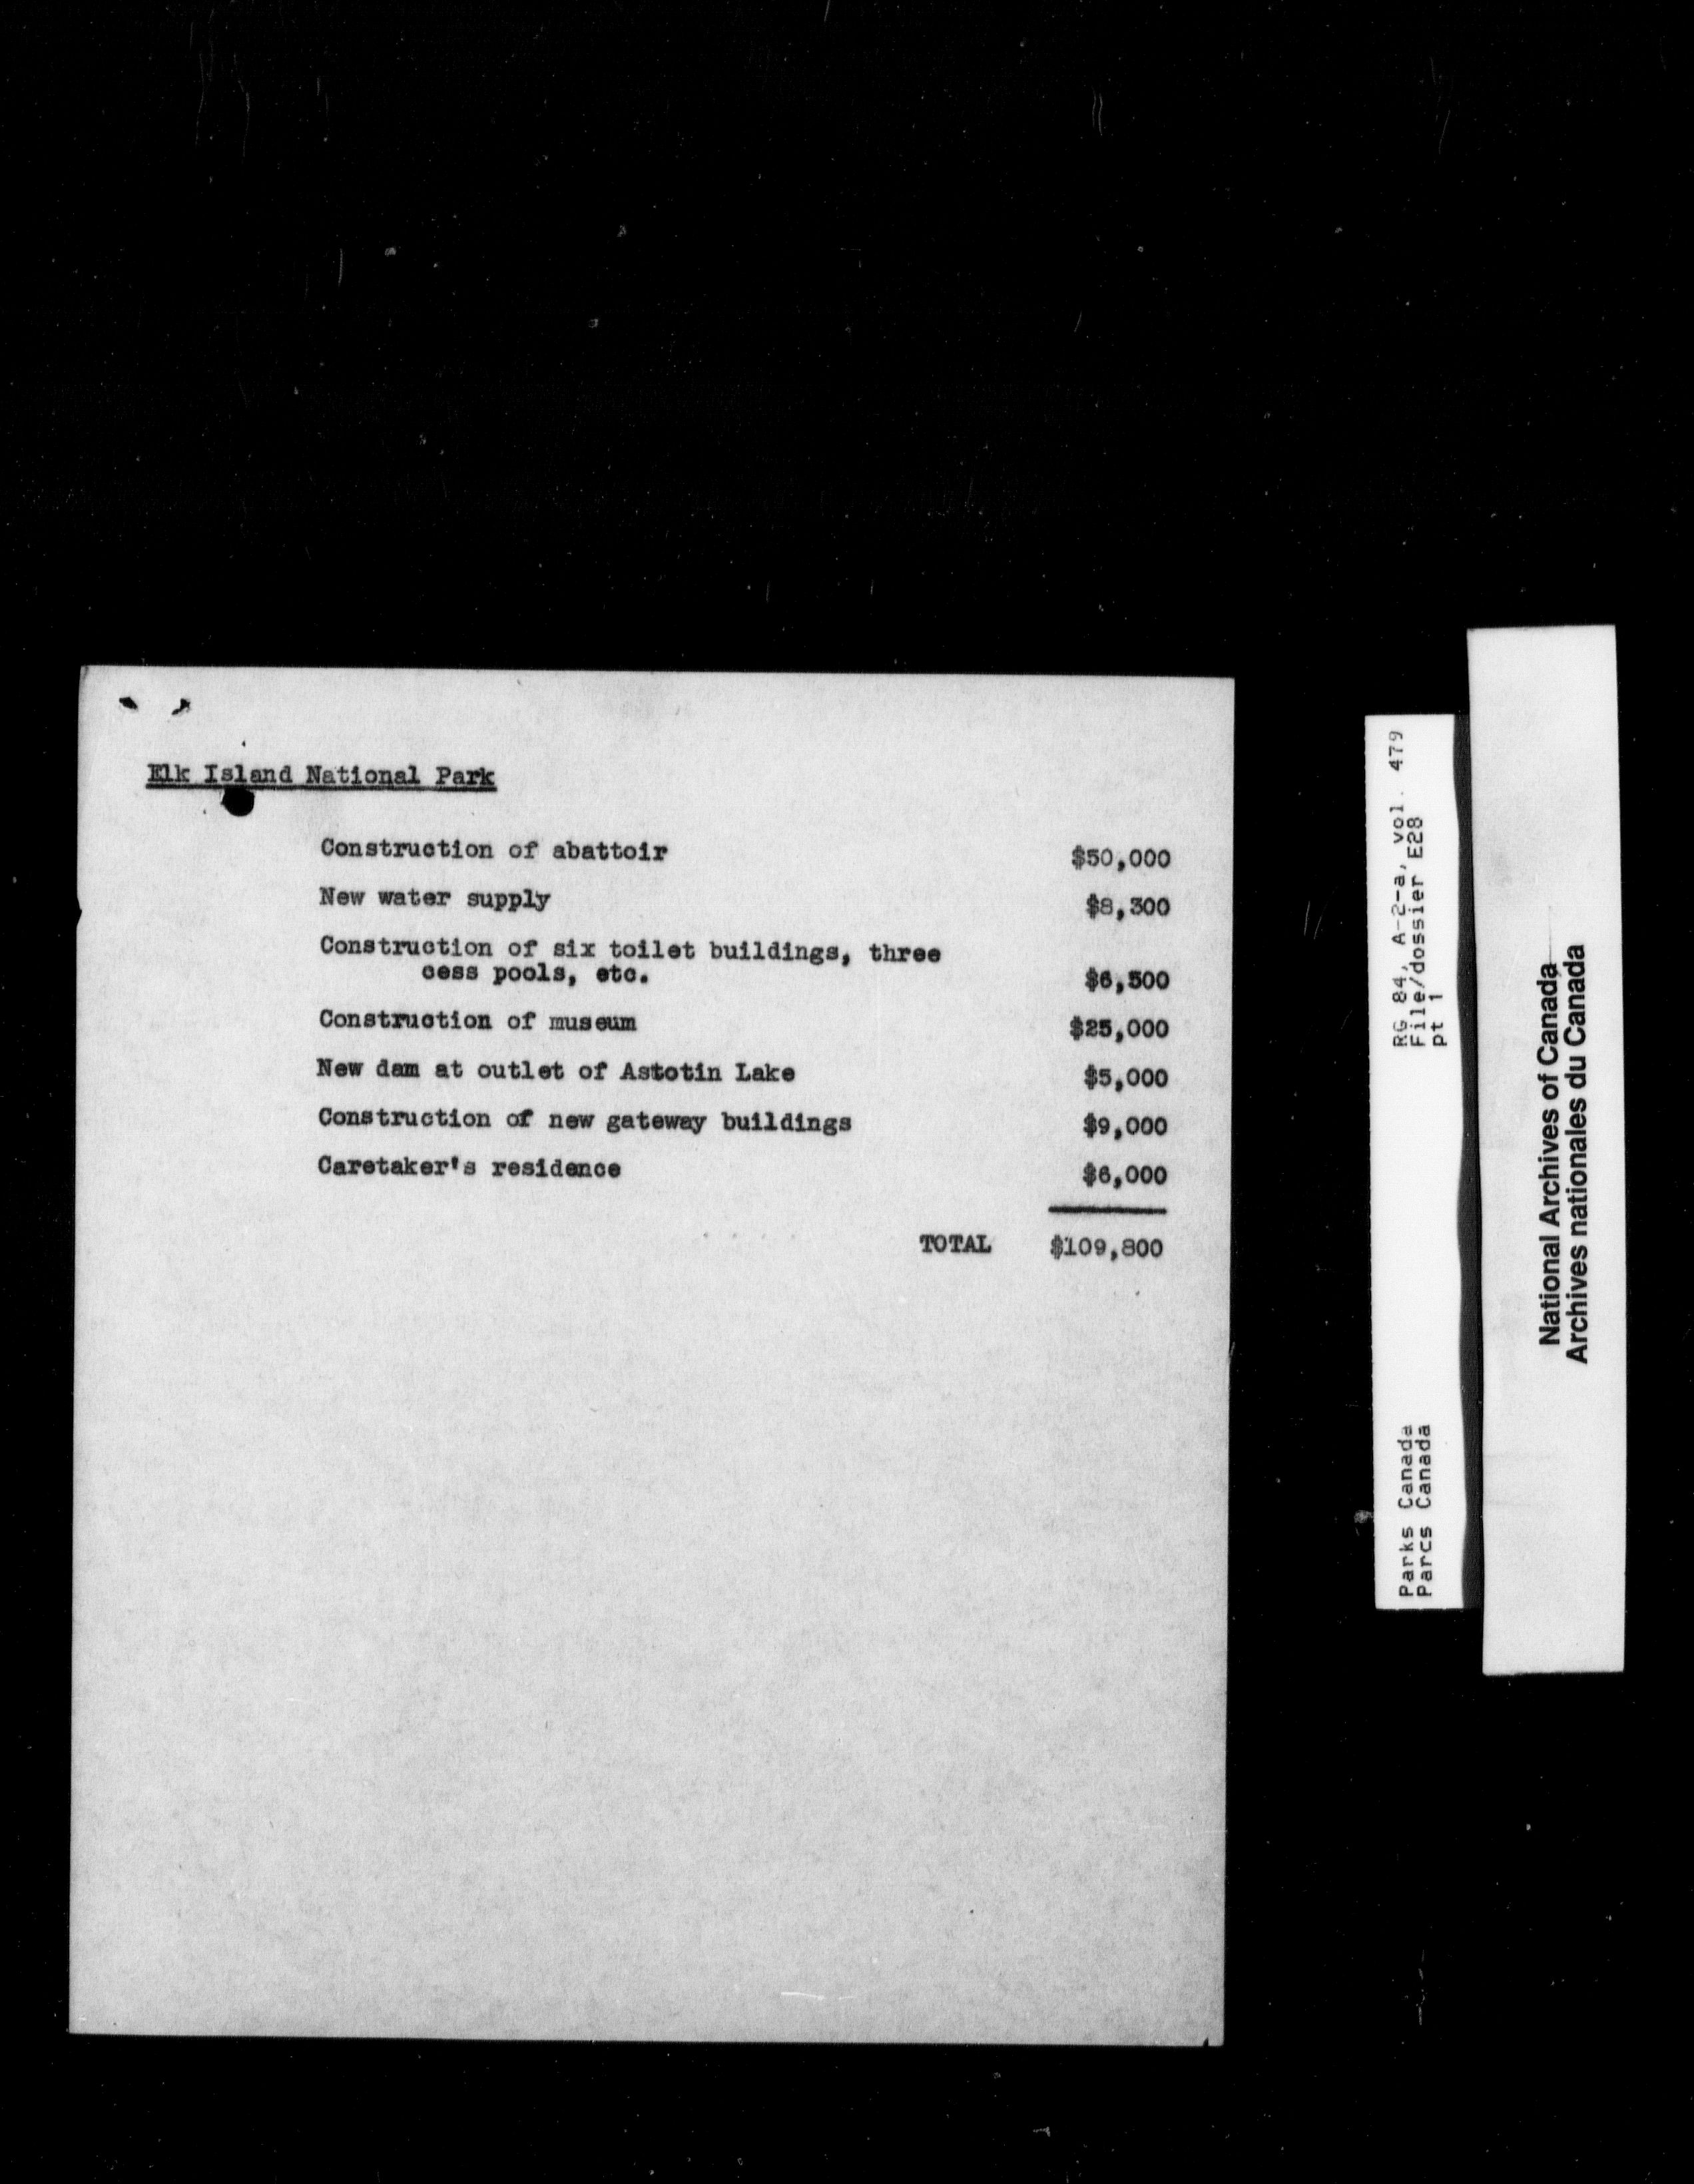 Elk Island National Park
Construction of abattoir $50,000
New water supply $8,300
Construction of six toilet buildings, three
cess pools, etc. $6,500
Construction of museum $25,000
New dam at outlet of Astotin Lake $5,000
Construction of new gateway buildings $9,000
Caretaker's residence $6,000
TOTAL $109,800
RG 84, A-2-a, vol. 479
File/dossier E28
pt 1
Parks Canada
Parcs Canada
National Archives of Canada
Archives nationales du Canada